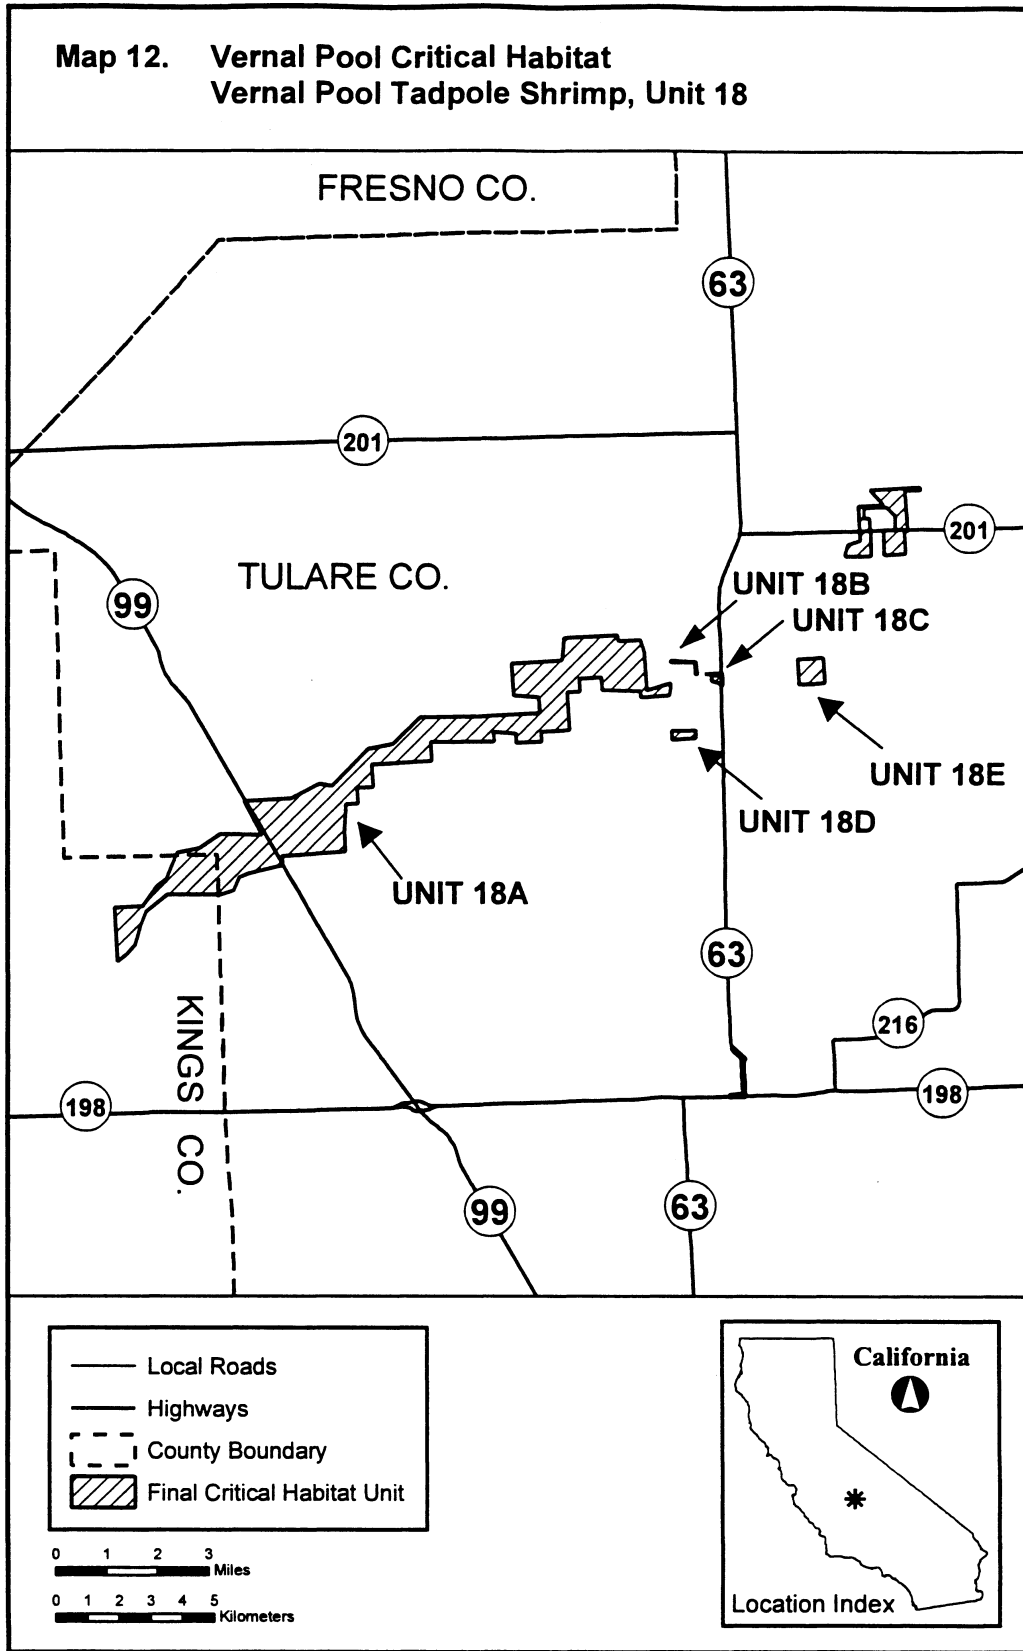 Map 12. Vernal Pool Critical Habitat
Vernal Pool Tadpole Shrimp, Unit 18
FRESNO CO.
63
201
201
TULARE CO.
99
UNIT 18B
UNIT 18C
UNIT 18E
UNIT 18D
UNIT 18A
63
KINGS CO.
216
198
198
99
63
Local Roads
Highways
County Boundary
Final Critical Habitat Unit
0 1 2 3
Miles
0 1 2 3 4 5
Kilometers
California
Location Index